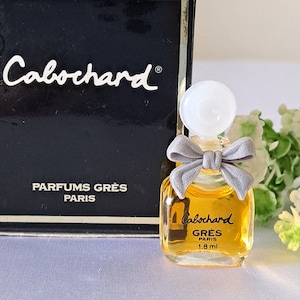 Cabochard®
PARFUMS GRÈS
PARIS
Cabochard
GRÈS
PARIS
1.8 ml